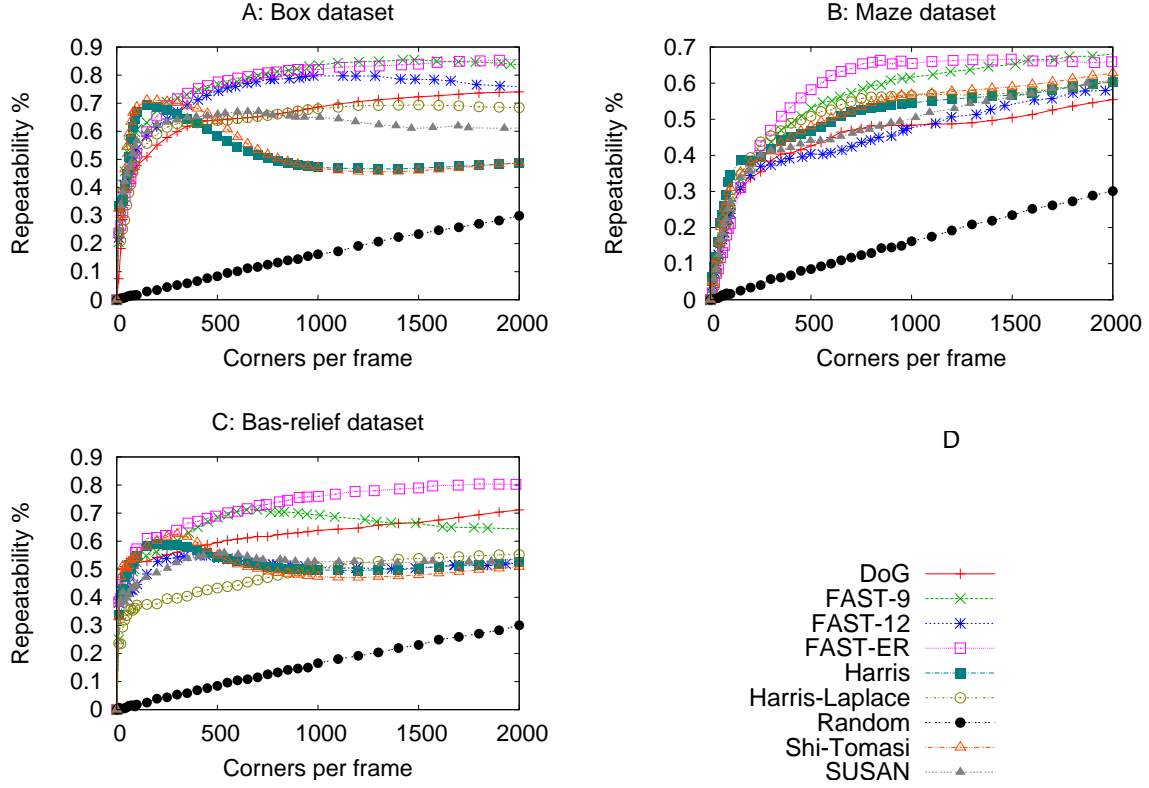 A: Box dataset
Repeatability %
0.9
0.8
0.7
0.6
0.5
0.4
0.3
0.2
0.1
0
0 500 1000 1500 2000
Corners per frame
B: Maze dataset
Repeatability %
0.7
0.6
0.5
0.4
0.3
0.2
0.1
0
0 500 1000 1500 2000
Corners per frame
C: Bas-relief dataset
Repeatability %
0.9
0.8
0.7
0.6
0.5
0.4
0.3
0.2
0.1
0
0 500 1000 1500 2000
Corners per frame
D
DoG
FAST-9
FAST-12
FAST-ER
Harris
Harris-Laplace
Random
Shi-Tomasi
SUSAN